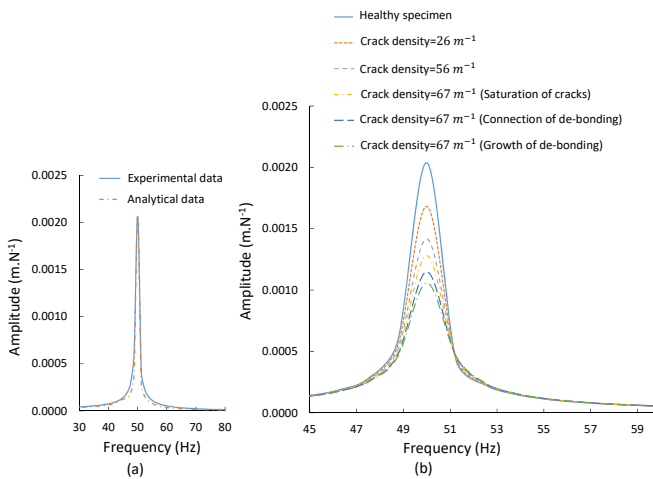 Healthy specimen
Crack density=26 m⁻¹
Crack density=56 m⁻¹
Crack density=67 m⁻¹ (Saturation of cracks)
Crack density=67 m⁻¹ (Connection of de-bonding)
Crack density=67 m⁻¹ (Growth of de-bonding)
Experimental data
Analytical data
Amplitude (m.N⁻¹)
0.0025
0.0020
0.0015
0.0010
0.0005
0.0000
30 40 50 60 70 80
Frequency (Hz)
(a)
Amplitude (m.N⁻¹)
0.0025
0.0020
0.0015
0.0010
0.0005
0.0000
45 47 49 51 53 55 57 59
Frequency (Hz)
(b)